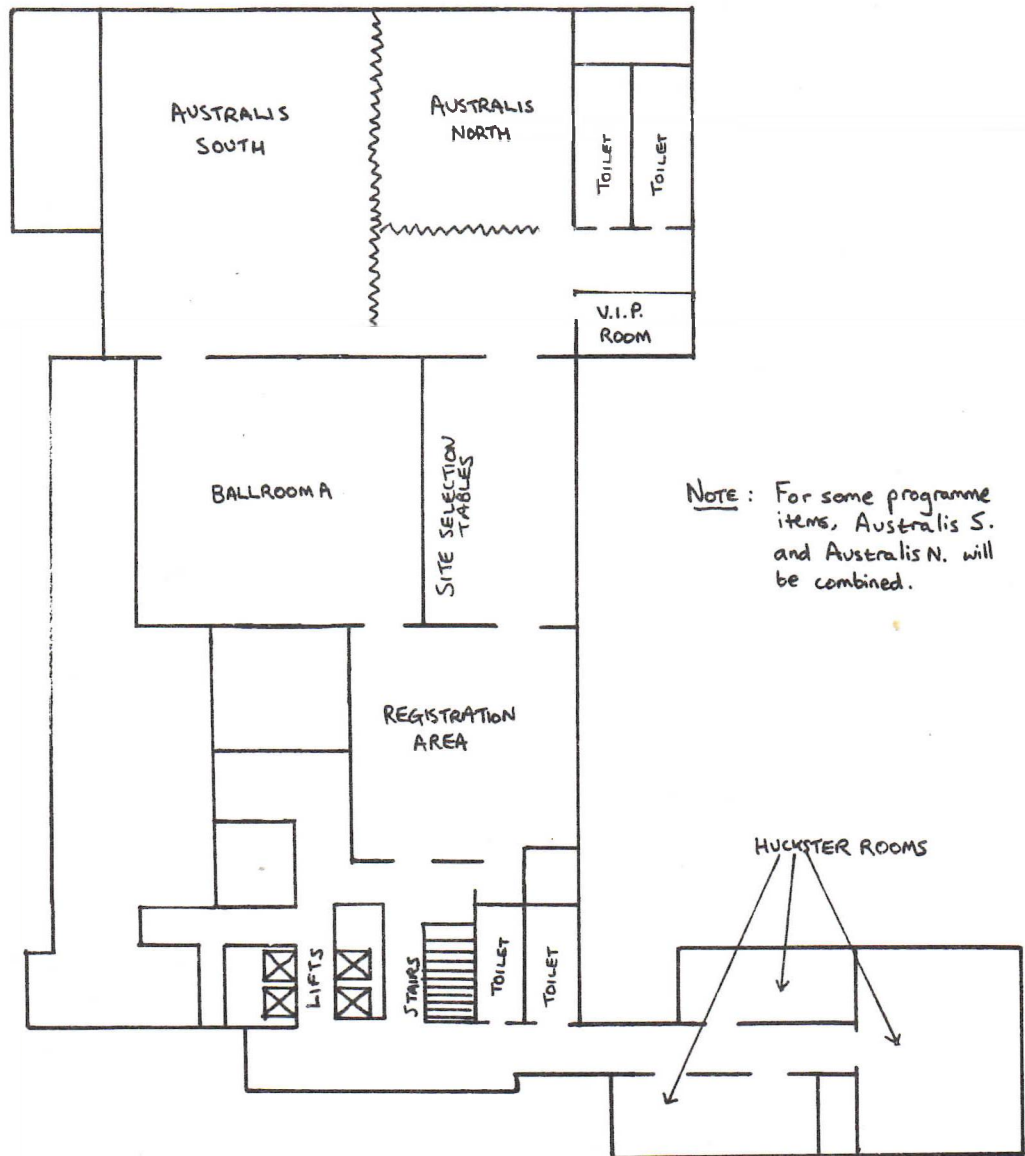 AUSTRALIS
SOUTH
AUSTRALIS
NORTH
TOILET
TOILET
V.I.P.
ROOM
BALLROOM A
SITE SELECTION
TABLES
NOTE: For some programme
items, Australis S.
and Australis N. will
be combined.
REGISTRATION
AREA
HUCKSTER ROOMS
LIFTS
STAIRS
TOILET
TOILET